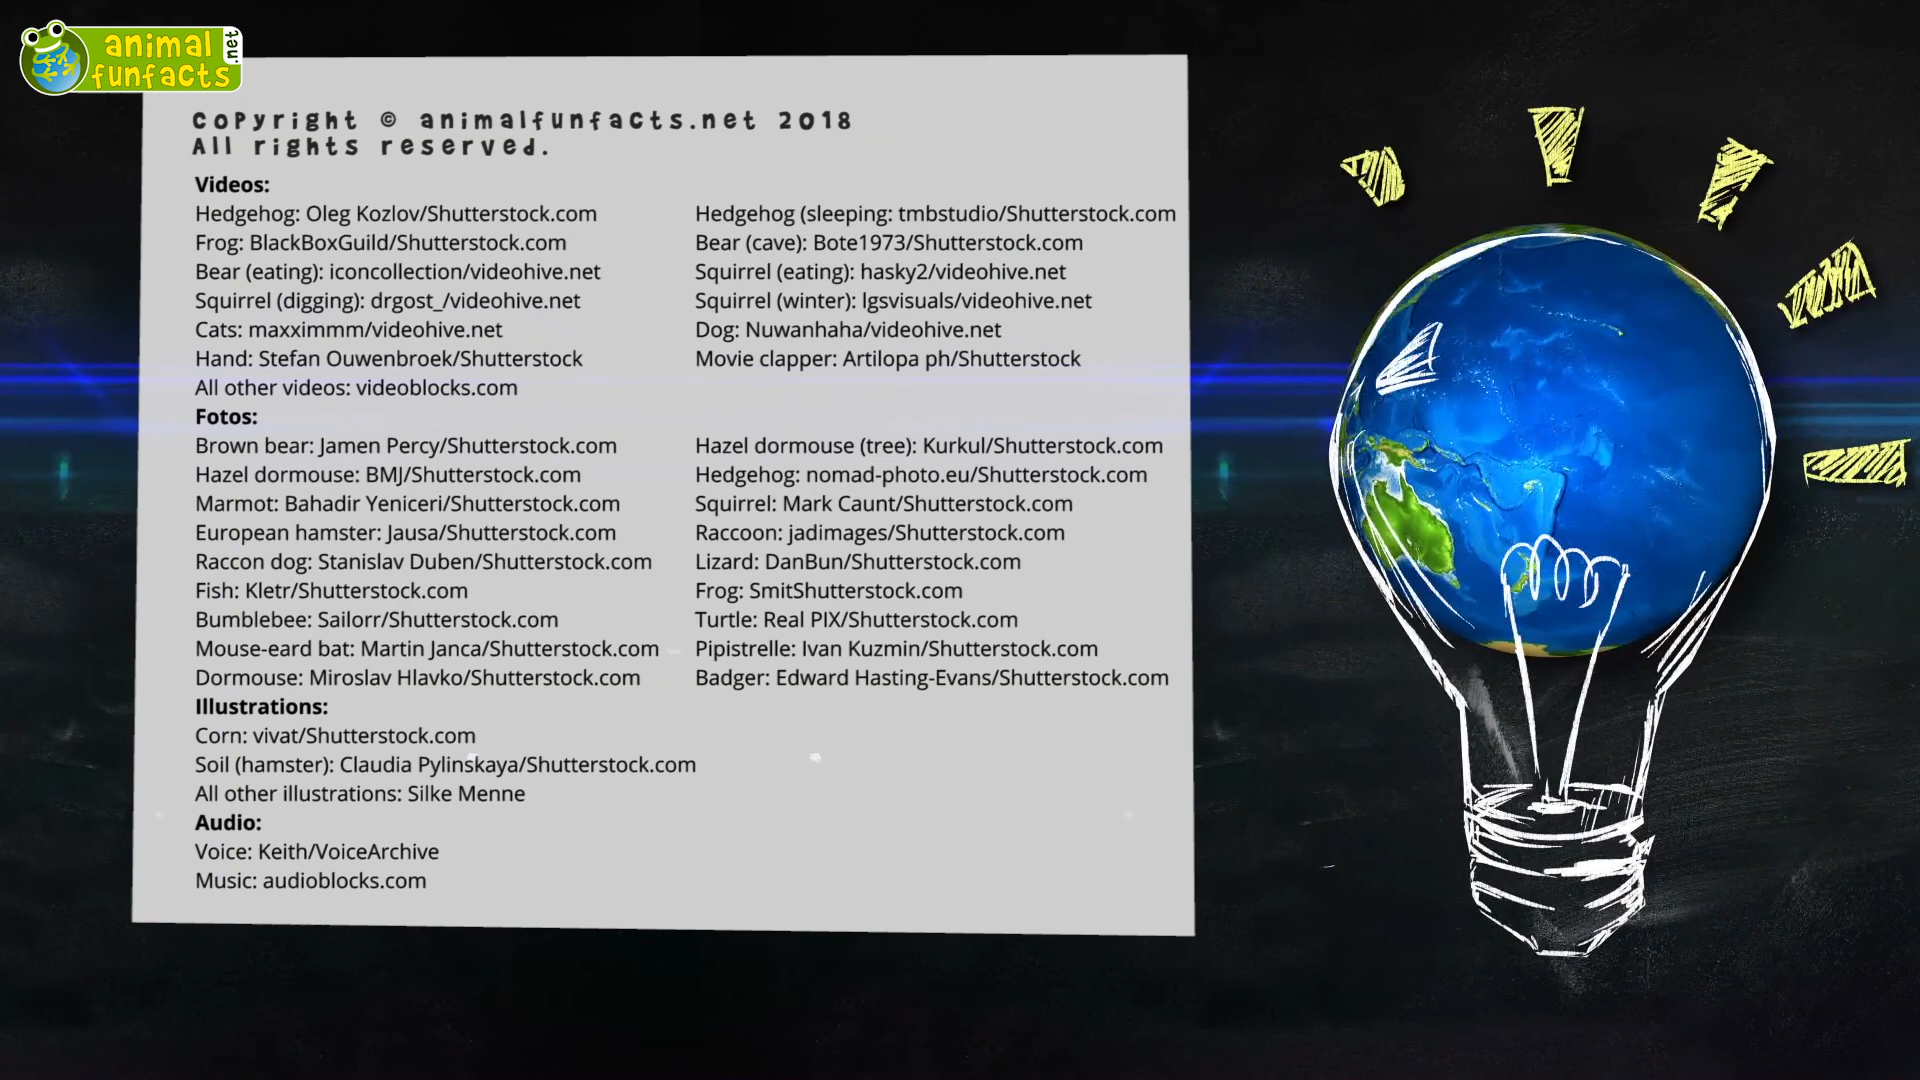 animal
funfacts
.net
Copyright © animalfunfacts.net 2018
All rights reserved.
Videos:
Hedgehog: Oleg Kozlov/Shutterstock.com
Hedgehog (sleeping: tmbstudio/Shutterstock.com
Frog: BlackBoxGuild/Shutterstock.com
Bear (cave): Bote1973/Shutterstock.com
Bear (eating): iconcollection/videohive.net
Squirrel (eating): hasky2/videohive.net
Squirrel (digging): drgost_/videohive.net
Squirrel (winter): lgsvisuals/videohive.net
Cats: maxximmm/videohive.net
Dog: Nuwanhaha/videohive.net
Hand: Stefan Ouwenbroek/Shutterstock
Movie clapper: Artilopa ph/Shutterstock
All other videos: videoblocks.com
Fotos:
Brown bear: Jamen Percy/Shutterstock.com
Hazel dormouse (tree): Kurkul/Shutterstock.com
Hazel dormouse: BMJ/Shutterstock.com
Hedgehog: nomad-photo.eu/Shutterstock.com
Marmot: Bahadir Yeniceri/Shutterstock.com
Squirrel: Mark Caunt/Shutterstock.com
European hamster: Jausa/Shutterstock.com
Raccoon: jadimages/Shutterstock.com
Raccon dog: Stanislav Duben/Shutterstock.com
Lizard: DanBun/Shutterstock.com
Fish: Kletr/Shutterstock.com
Frog: SmitShutterstock.com
Bumblebee: Sailorr/Shutterstock.com
Turtle: Real PIX/Shutterstock.com
Mouse-eard bat: Martin Janca/Shutterstock.com
Pipistrelle: Ivan Kuzmin/Shutterstock.com
Dormouse: Miroslav Hlavko/Shutterstock.com
Badger: Edward Hasting-Evans/Shutterstock.com
Illustrations:
Corn: vivat/Shutterstock.com
Soil (hamster): Claudia Pylinskaya/Shutterstock.com
All other illustrations: Silke Menne
Audio:
Voice: Keith/VoiceArchive
Music: audioblocks.com